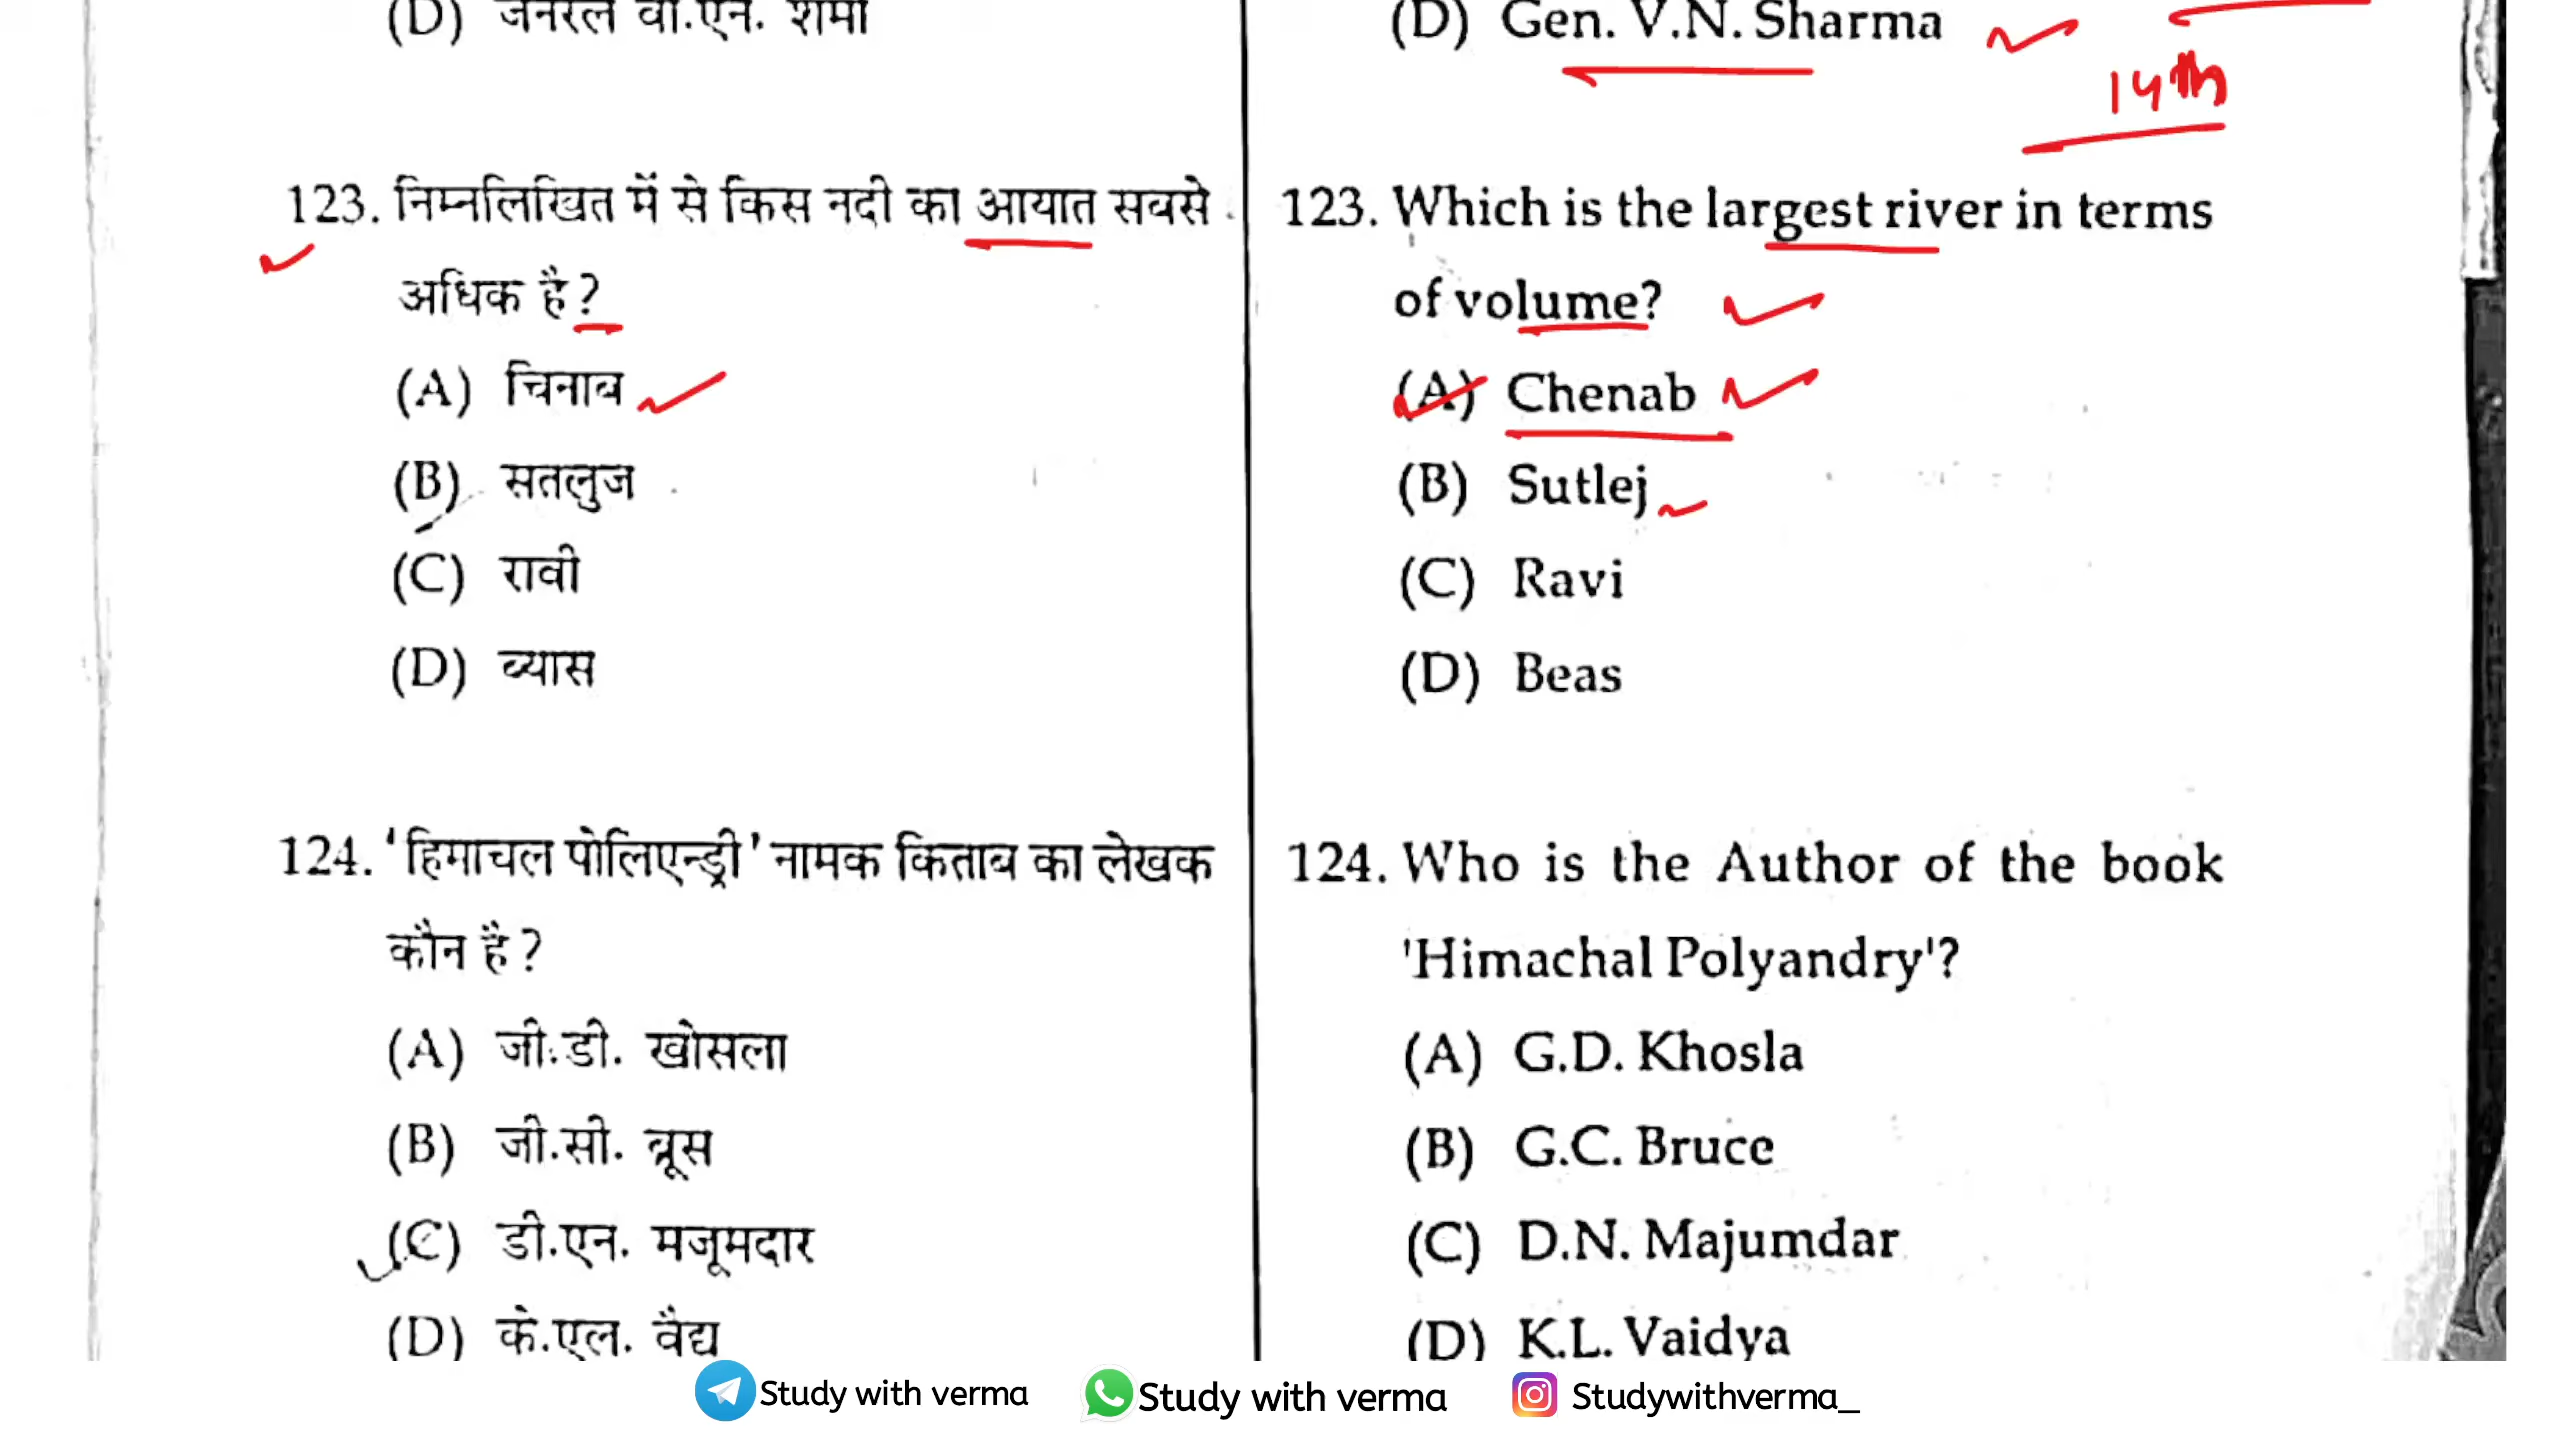 (D) जनरल वी.एन. शर्मा
123. निम्नलिखित में से किस नदी का आयात सबसे
अधिक है?
(A) चिनाब
(B) सतलुज
(C) रावी
(D) ब्यास
124. 'हिमाचल पोलिएन्ड्री' नामक किताब का लेखक
कौन है?
(A) जी.डी. खोसला
(B) जी.सी. ब्रूस
(C) डी.एन. मजूमदार
(D) के.एल. वैद्य
(D) Gen. V.N. Sharma
14th
123. Which is the largest river in terms
of volume?
(A) Chenab
(B) Sutlej
(C) Ravi
(D) Beas
124. Who is the Author of the book
'Himachal Polyandry'?
(A) G.D. Khosla
(B) G.C. Bruce
(C) D.N. Majumdar
(D) K.L. Vaidya
Study with verma
Study with verma
Studywithverma_